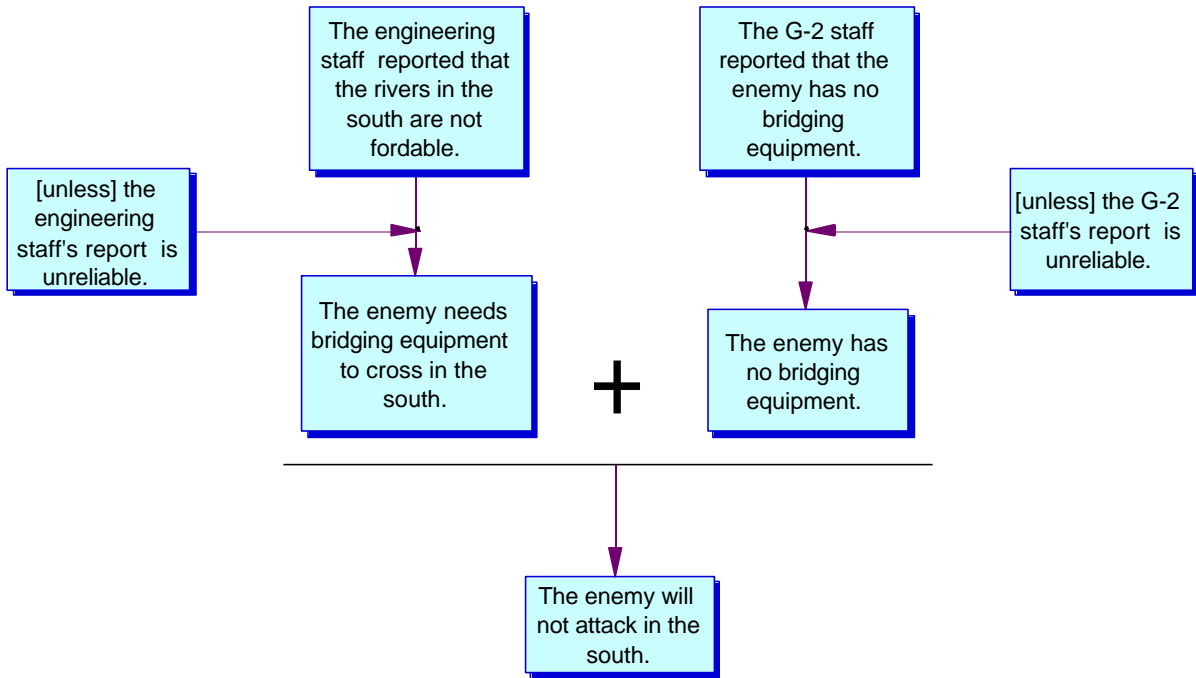 The engineering
staff reported that
the rivers in the
south are not
fordable.
The G-2 staff
reported that the
enemy has no
bridging
equipment.
[unless] the
engineering
staff's report is
unreliable.
[unless] the G-2
staff's report is
unreliable.
The enemy needs
bridging equipment
to cross in the
south.
+
The enemy has
no bridging
equipment.
The enemy will
not attack in the
south.